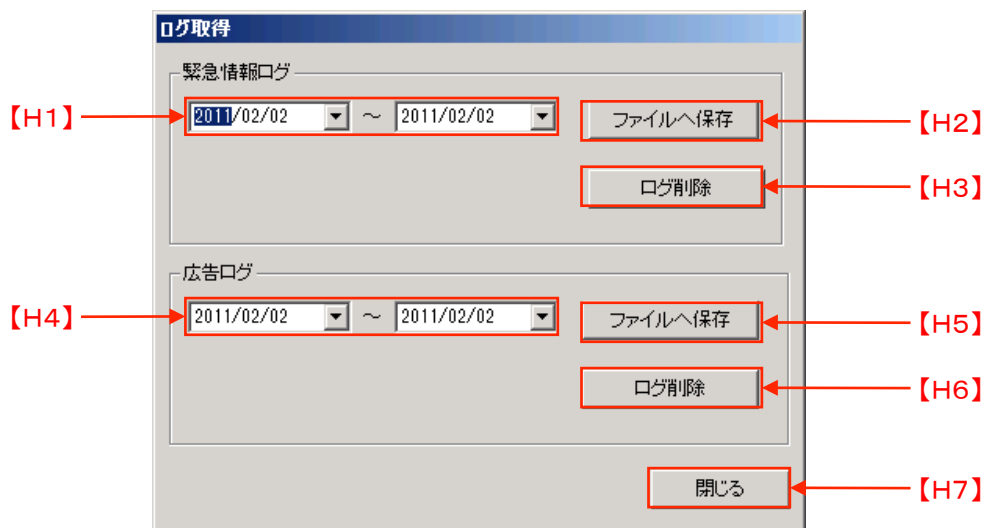 ログ取得
緊急情報ログ
【H1】 2011/02/02 ～ 2011/02/02 ファイルへ保存 【H2】
ログ削除 【H3】
広告ログ
【H4】 2011/02/02 ～ 2011/02/02 ファイルへ保存 【H5】
ログ削除 【H6】
閉じる 【H7】